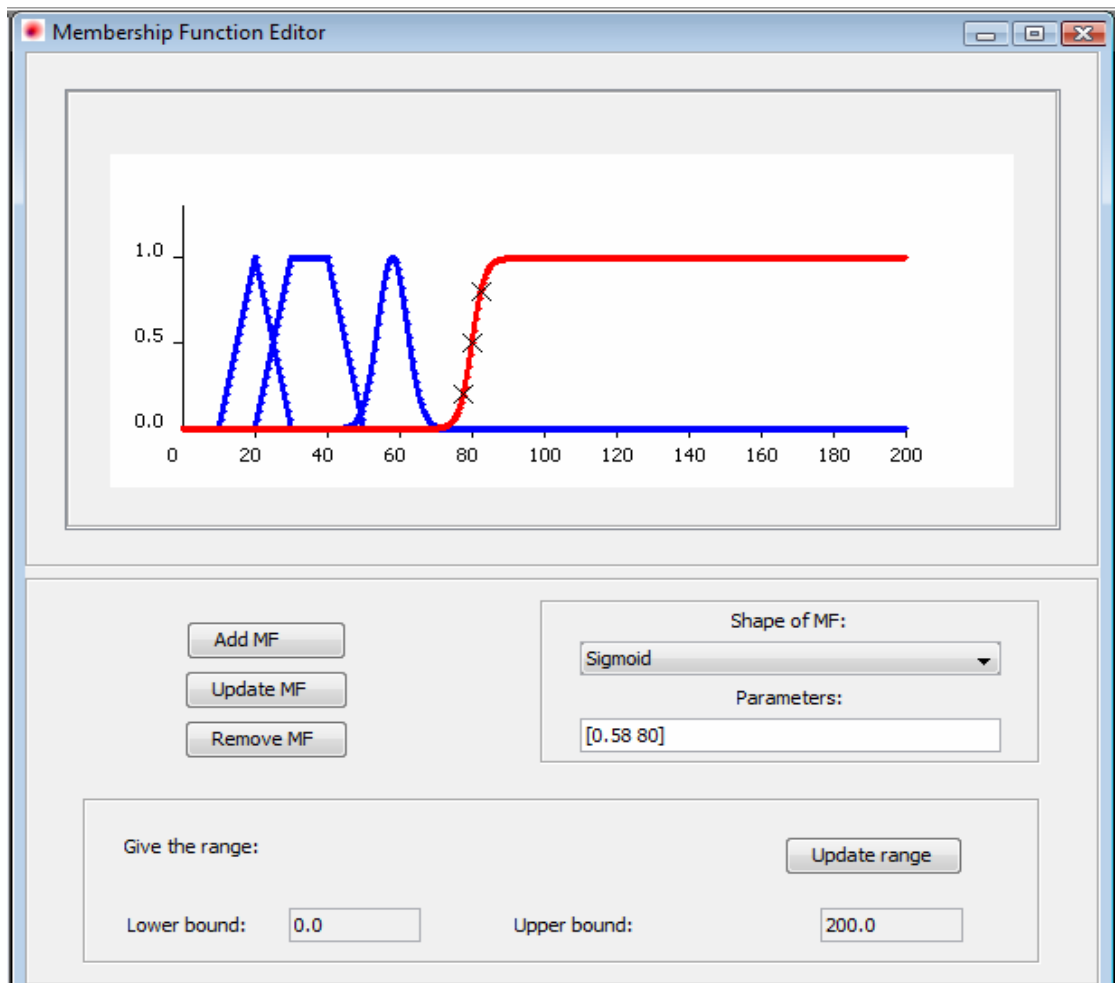 Membership Function Editor
1.0
0.5
0.0
0 20 40 60 80 100 120 140 160 180 200
Add MF
Update MF
Remove MF
Shape of MF:
Sigmoid
Parameters:
[0.58 80]
Give the range:
Update range
Lower bound: 0.0 Upper bound: 200.0